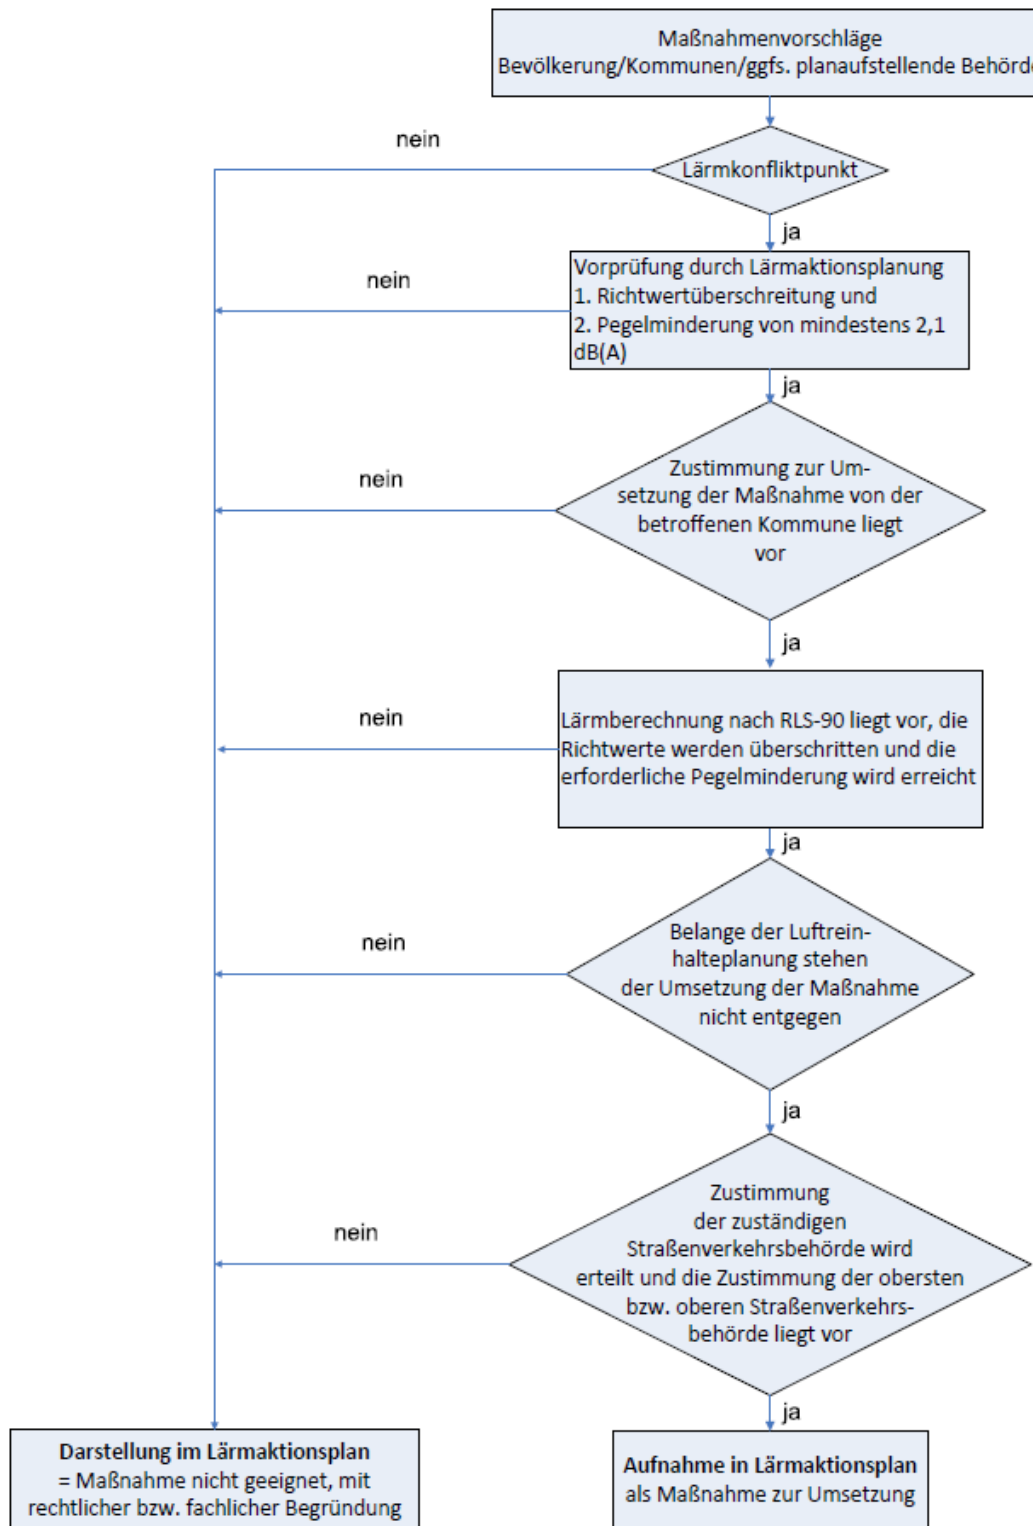 Maßnahmenvorschläge
Bevölkerung/Kommunen/ggfs. planaufstellende Behörde
nein
Lärmkonfliktpunkt
ja
nein
Vorprüfung durch Lärmaktionsplanung
1. Richtwertüberschreitung und
2. Pegelminderung von mindestens 2,1
dB(A)
ja
nein
Zustimmung zur Um-
setzung der Maßnahme von der
betroffenen Kommune liegt
vor
ja
nein
Lärmberechnung nach RLS-90 liegt vor, die
Richtwerte werden überschritten und die
erforderliche Pegelminderung wird erreicht
ja
nein
Belange der Luftrein-
halteplanung stehen
der Umsetzung der Maßnahme
nicht entgegen
ja
nein
Zustimmung
der zuständigen
Straßenverkehrsbehörde wird
erteilt und die Zustimmung der obersten
bzw. oberen Straßenverkehrs-
behörde liegt vor
ja
Darstellung im Lärmaktionsplan
= Maßnahme nicht geeignet, mit
rechtlicher bzw. fachlicher Begründung
Aufnahme in Lärmaktionsplan
als Maßnahme zur Umsetzung